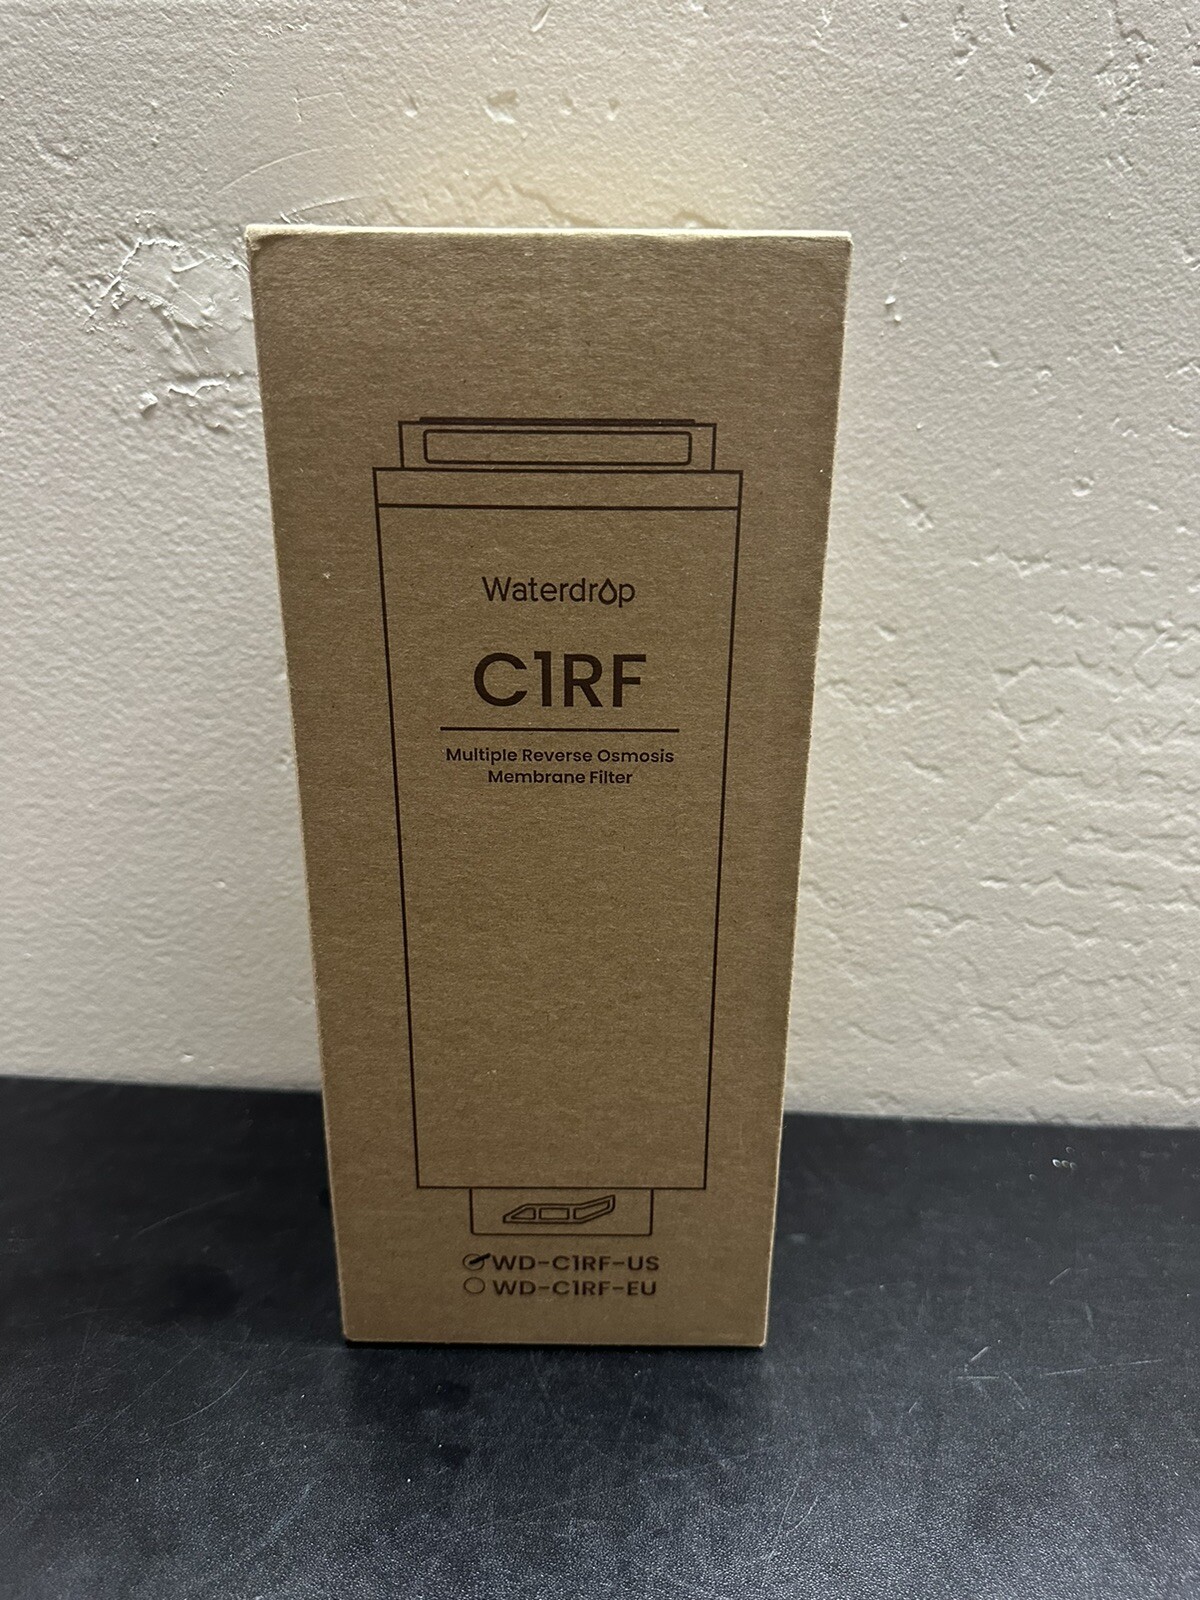 Waterdrop
C1RF
Multiple Reverse Osmosis
Membrane Filter
WD-C1RF-US
WD-C1RF-EU